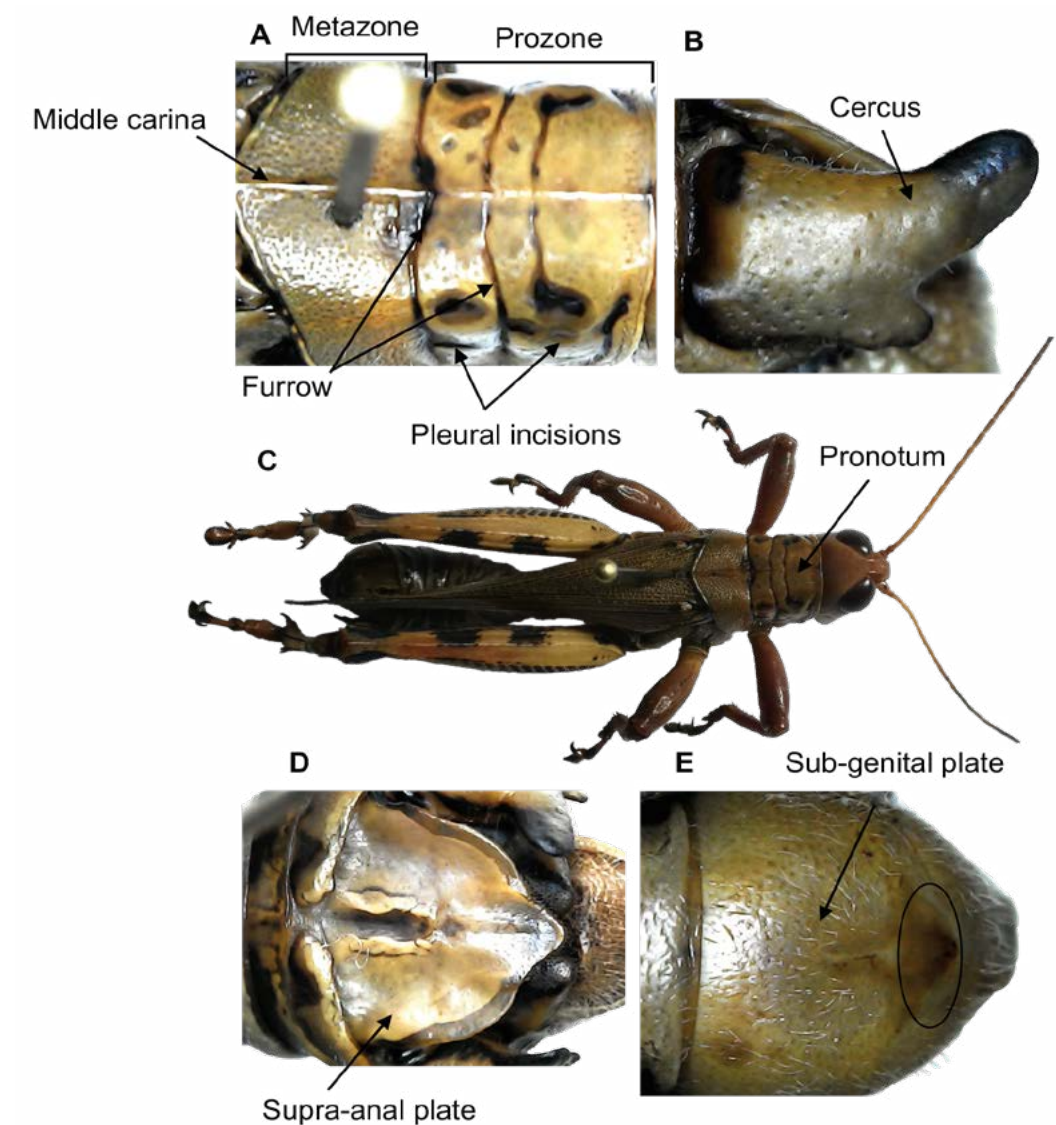 A
Metazone
Prozone
B
Middle carina
Cercus
Furrow
Pleural incisions
C
Pronotum
D
E
Sub-genital plate
Supra-anal plate